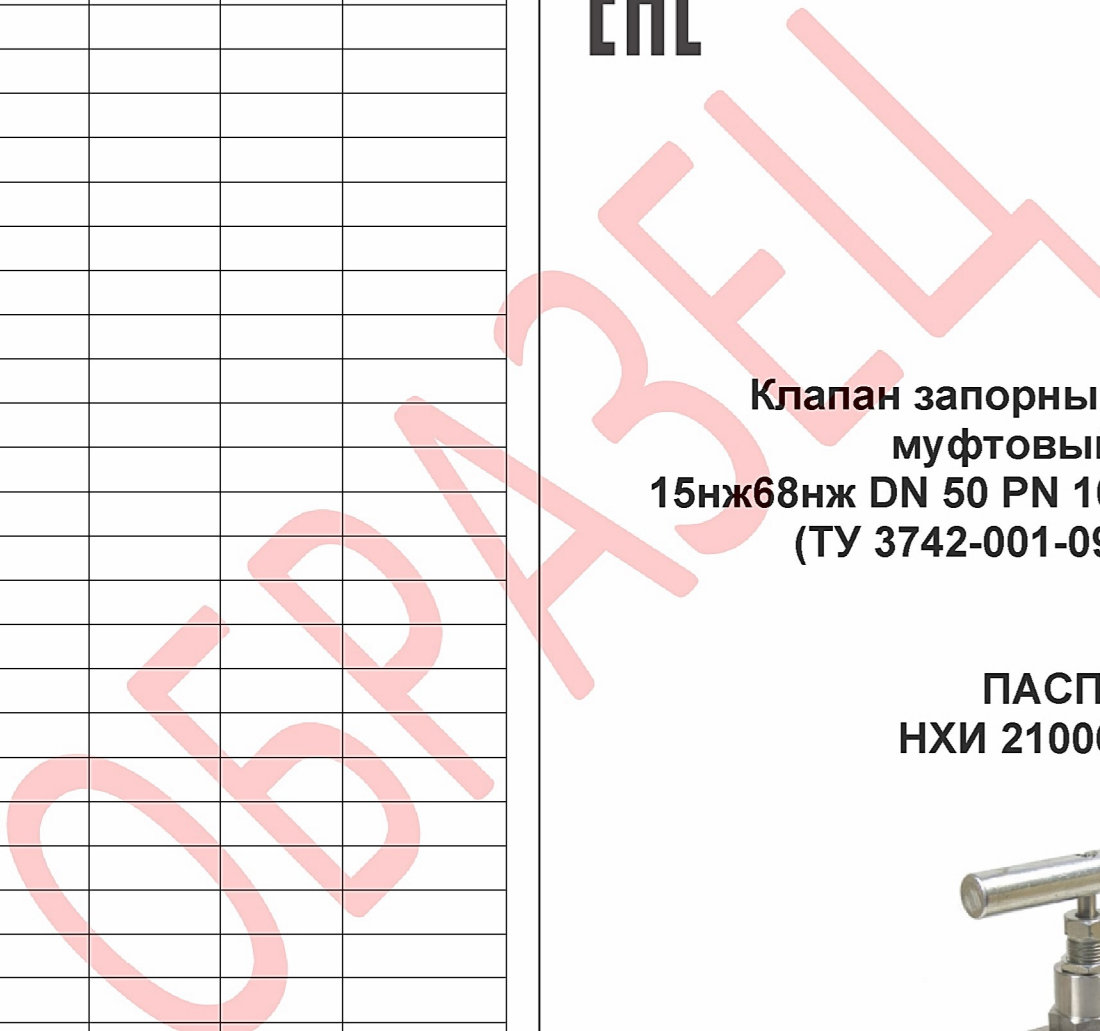 ЕАС
ОБРАЗЕЦ
Клапан запорны
муфтовы
15нж68нж DN 50 PN 1
(ТУ 3742-001-09
ПАСП
НХИ 2100